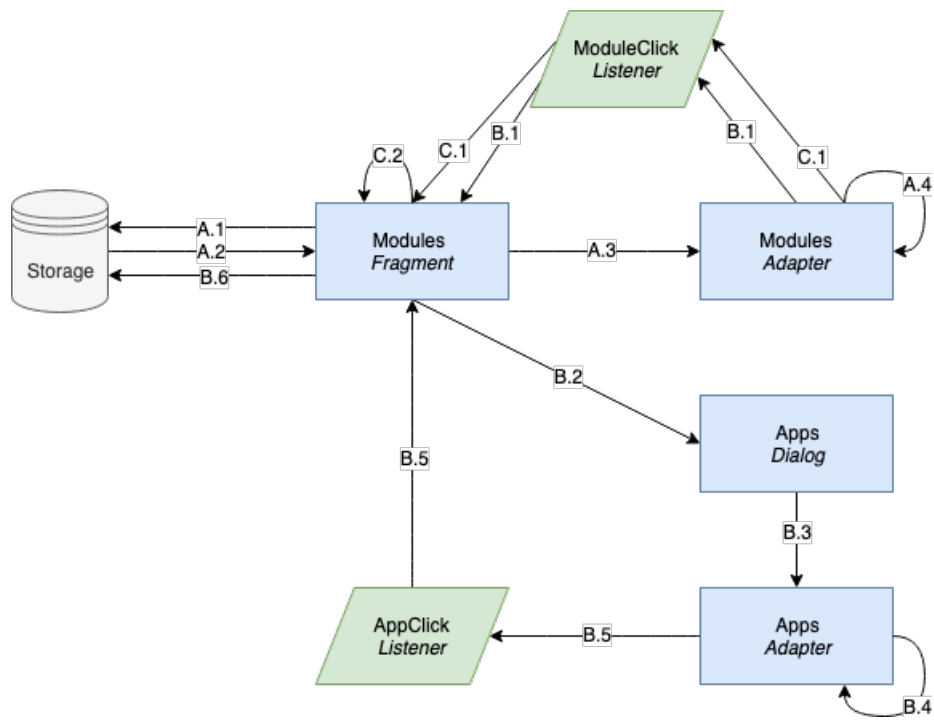 ModuleClick
Listener
C.1
B.1
B.1
C.1
C.2
A.4
Storage
A.1
A.2
B.6
Modules
Fragment
A.3
Modules
Adapter
B.2
Apps
Dialog
B.5
B.3
AppClick
Listener
B.5
Apps
Adapter
B.4